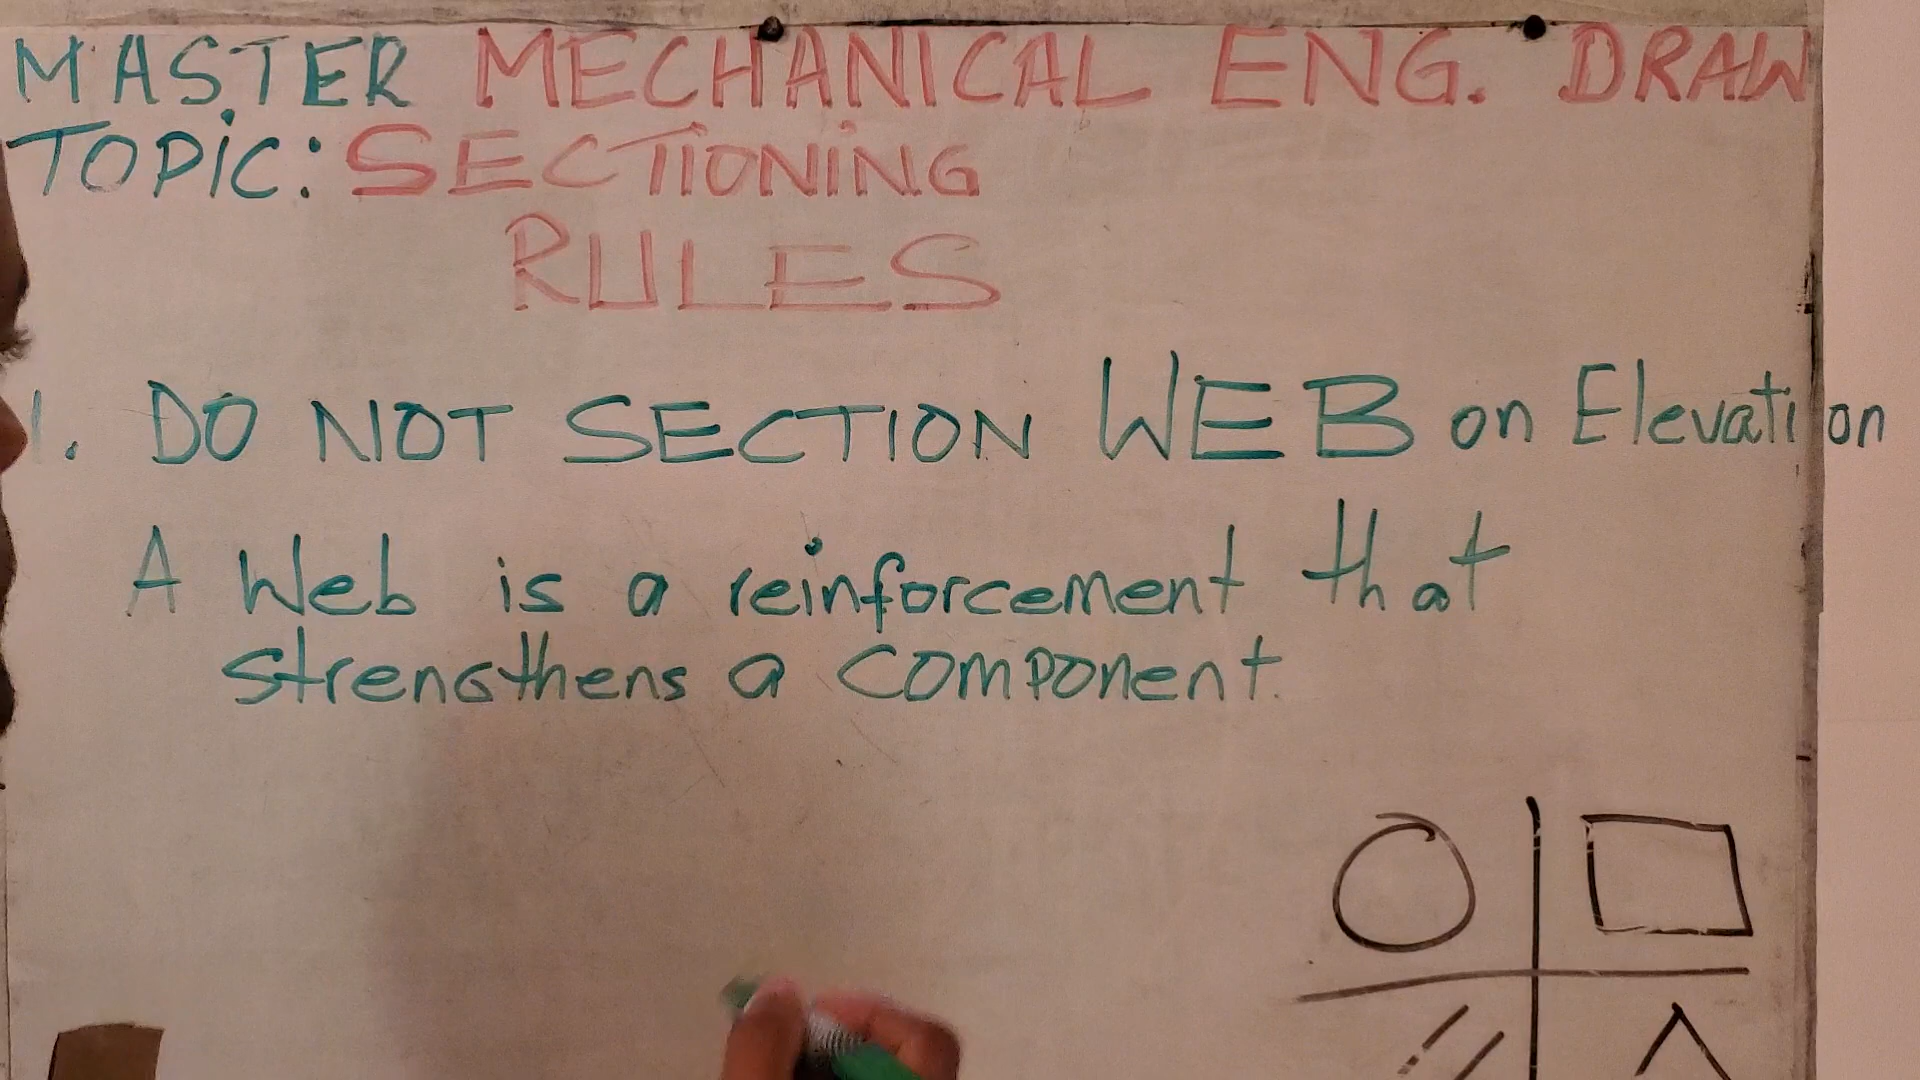 MASTER MECHANICAL ENG. DRAW
TOPIC: SECTIONING
RULES
1. DO NOT SECTION WEB on Elevation
A Web is a reinforcement that
strengthens a component.